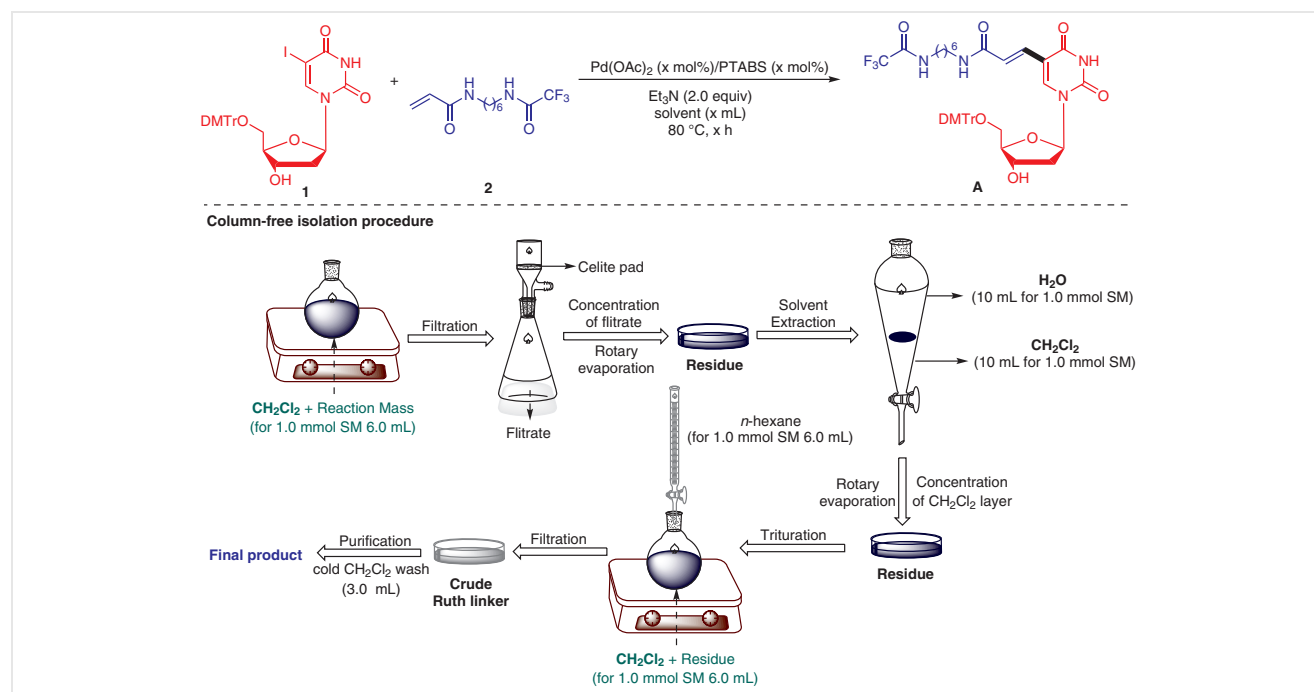 I
O
NH
N
O
DMTrO
O
OH
1
+
O
H
N
( )6
H
N
O
CF3
2
Pd(OAc)2 (x mol%)/PTABS (x mol%)
Et3N (2.0 equiv)
solvent (x mL)
80 °C, x h
O
F3C
N
H
( )6
N
H
O
O
NH
N
O
DMTrO
O
OH
A
Column-free isolation procedure
CH2Cl2 + Reaction Mass
(for 1.0 mmol SM 6.0 mL)
Filtration
Celite pad
Flitrate
Concentration
of flitrate
Rotary
evaporation
Residue
Solvent
Extraction
H2O
(10 mL for 1.0 mmol SM)
CH2Cl2
(10 mL for 1.0 mmol SM)
Rotary
evaporation
Concentration
of CH2Cl2 layer
Residue
Trituration
n-hexane
(for 1.0 mmol SM 6.0 mL)
CH2Cl2 + Residue
(for 1.0 mmol SM 6.0 mL)
Filtration
Crude
Ruth linker
Purification
cold CH2Cl2 wash
(3.0 mL)
Final product